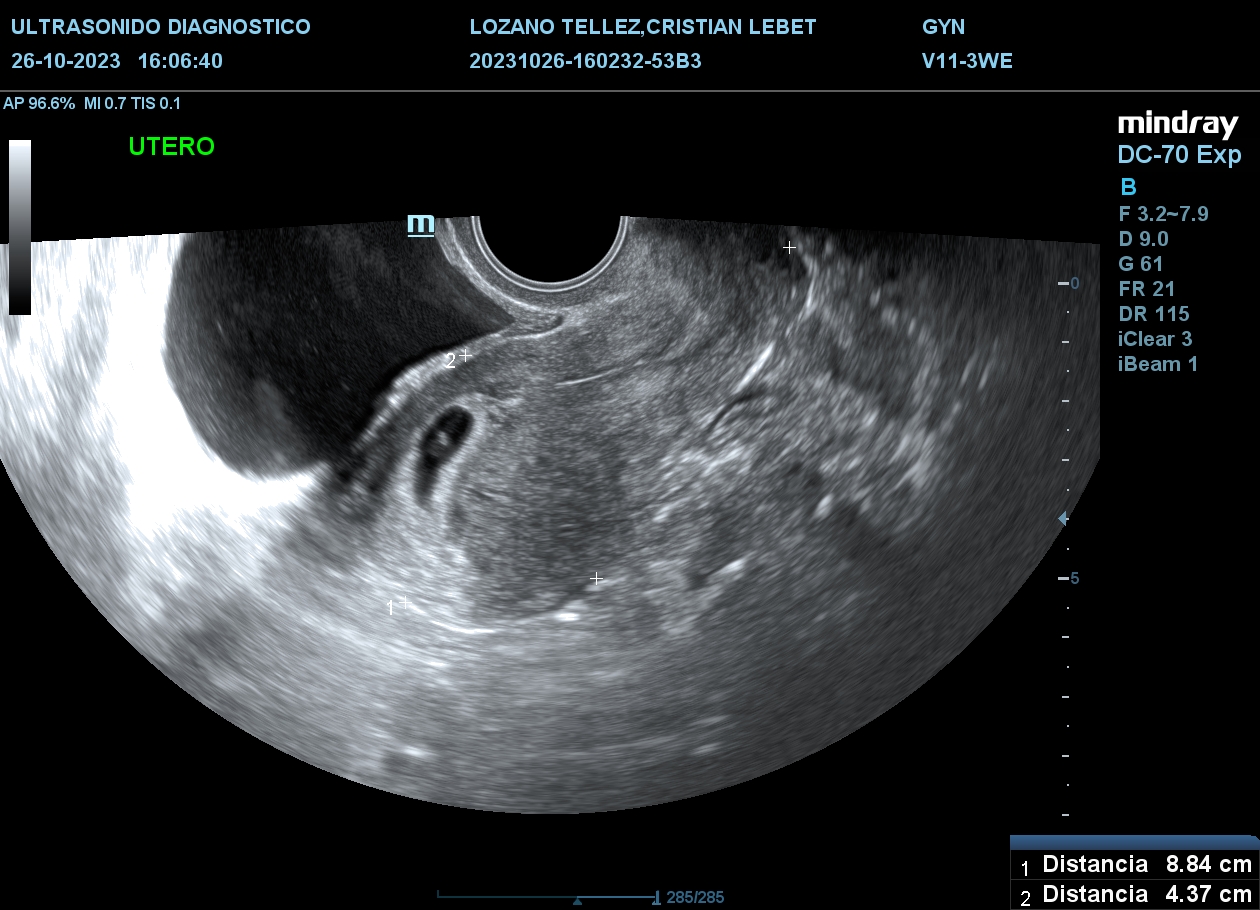 ULTRASONIDO DIAGNOSTICO LOZANO TELLEZ,CRISTIAN LEBET GYN
26-10-2023 16:06:40 20231026-160232-53B3 V11-3WE
AP 96.6% MI 0.7 TIS 0.1
UTERO
m
mindray
DC-70 Exp
B
F 3.2~7.9
D 9.0
G 61
FR 21
DR 115
iClear 3
iBeam 1
0
2
5
1
285/285
1 Distancia 8.84 cm
2 Distancia 4.37 cm